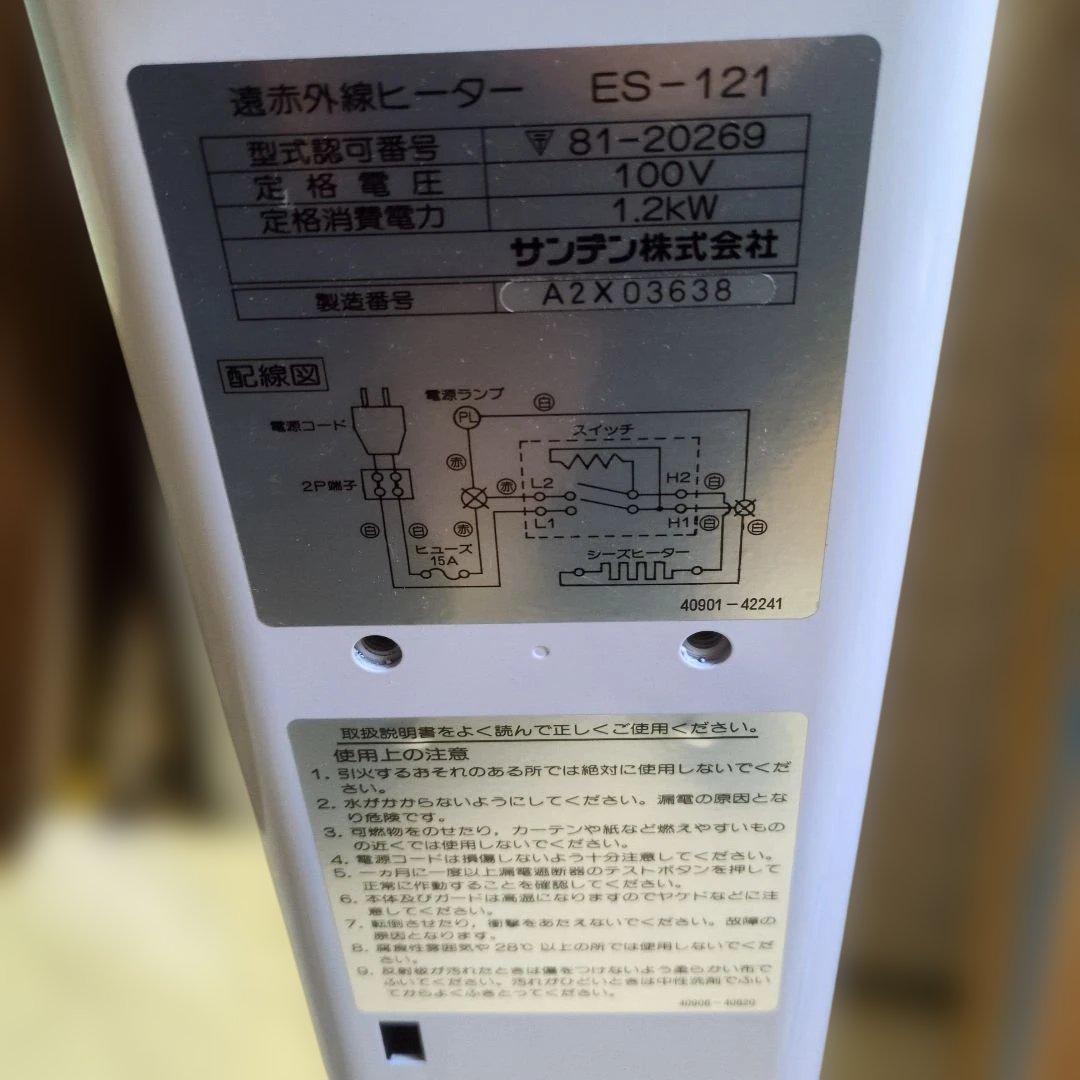 遠赤外線ヒーター ES-121
型式認可番号 81-20269
定格電圧 100V
定格消費電力 1.2kW
サンデン株式会社
製造番号 A2X03638
配線図
電源ランプ
電源コード
PL
白
スイッチ
2P端子
赤
赤
L2
H2
白
L1
H1
白
白
白
白
赤
ヒューズ
15A
シーズヒーター
40901-42241
取扱説明書をよく読んで正しくご使用ください。
使用上の注意
1. 引火するおそれのある所では絶対に使用しないでくだ
さい。
2. 水がかからないようにしてください。漏電の原因とな
り危険です。
3. 可燃物をのせたり,カーテンや紙など燃えやすいもの
の近くでは使用しないでください。
4. 電源コードは損傷しないよう十分注意してください。
5. 一ヵ月に一度以上漏電遮断器のテストボタンを押して
正常に作動することを確認してください。
6. 本体及びガードは高温になりますのでヤケドなどに注
意してください。
7. 転倒させたり,衝撃をあたえないでください。故障の
原因となります。
8. 腐食性雰囲気や28℃以上の所では使用しないでくだ
さい。
9. 反射板が汚れたときは傷をつけないよう柔らかい布で
ふいてください。汚れがひどいときは中性洗剤でふい
てからよくふきとってください。
40906-40820